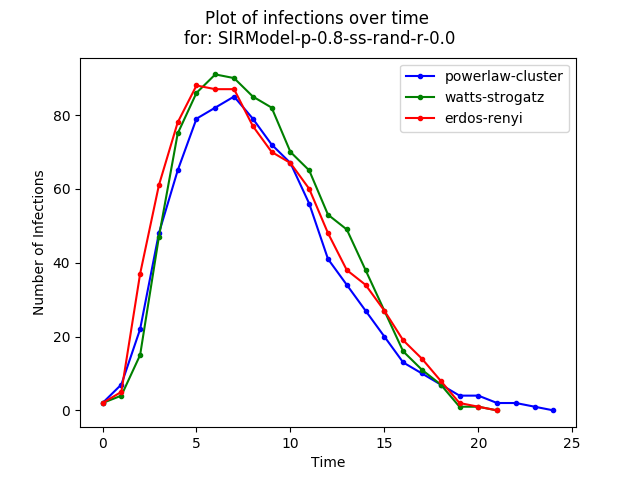 Plot of infections over time
for: SIRModel-p-0.8-ss-rand-r-0.0
powerlaw-cluster
watts-strogatz
erdos-renyi
Number of Infections
80
60
40
20
0
0 5 10 15 20 25
Time